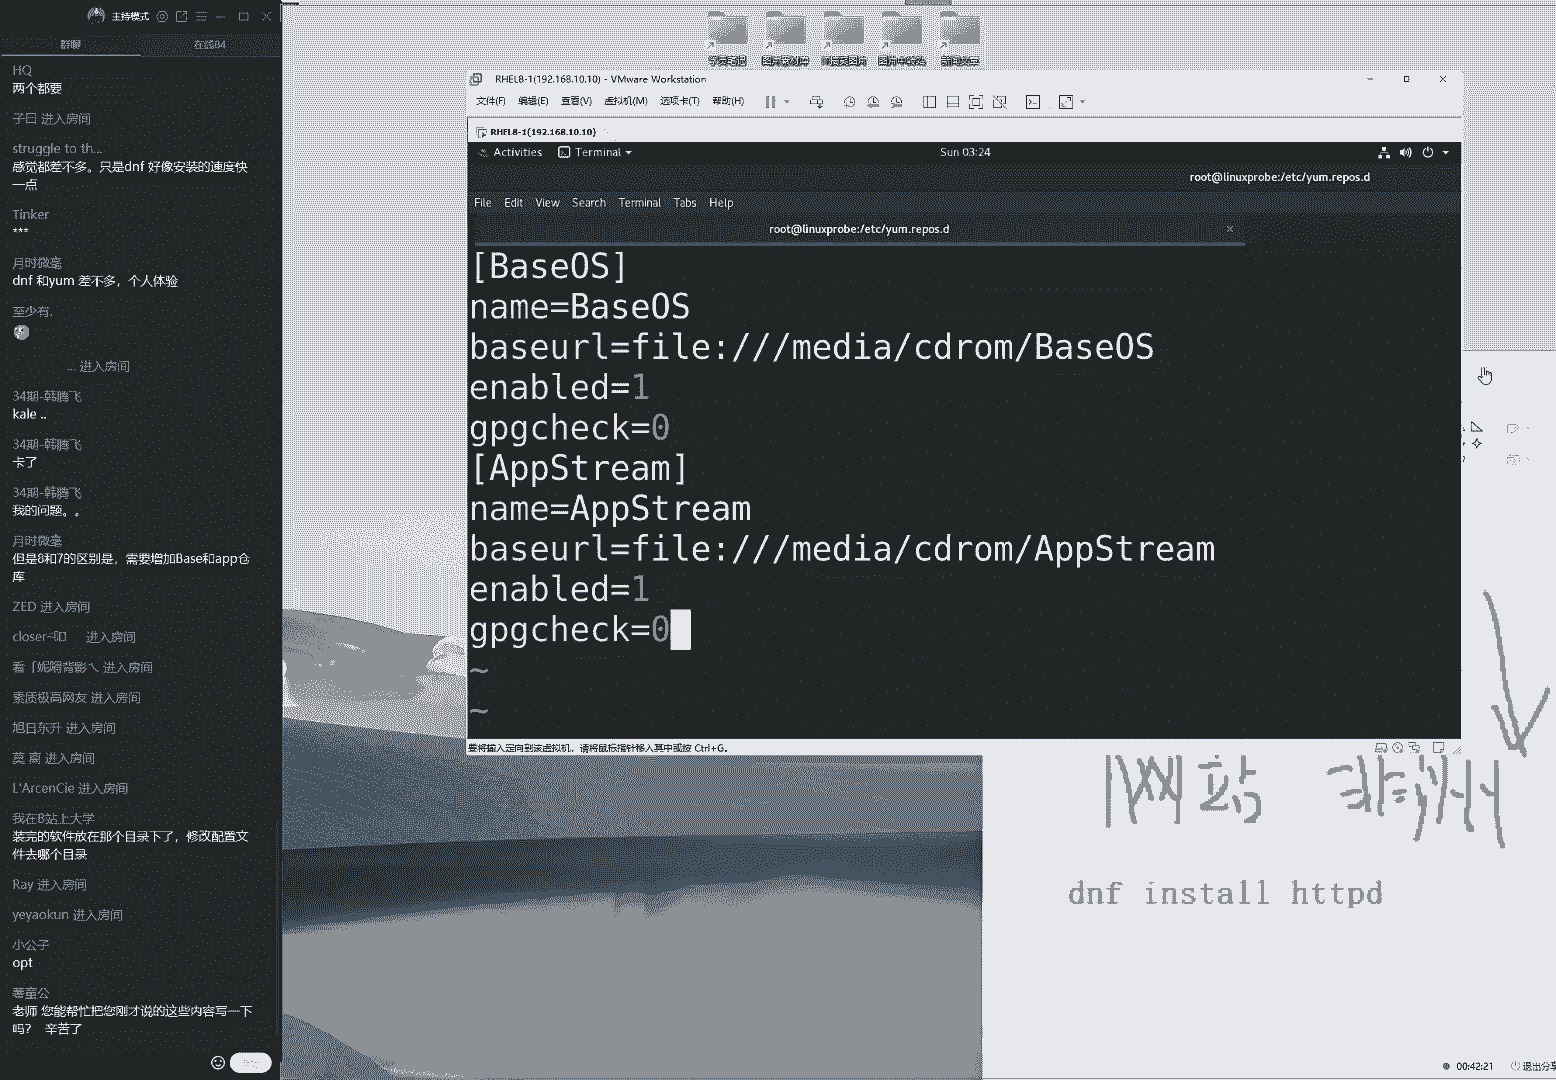 主持模式
群聊
在线84
HQ
两个都要
子曰 进入房间
struggle to th...
感觉都差不多。只是dnf 好像安装的速度快
一点
Tinker
***
月时微毫
dnf 和yum 差不多，个人体验
至少有.
... 进入房间
34期-韩腾飞
kale ..
34期-韩腾飞
卡了
34期-韩腾飞
我的问题。。
月时微毫
但是8和7的区别是，需要增加Base和app仓
库
ZED 进入房间
进入房间
进入房间
素质极高网友 进入房间
旭日东升 进入房间
莫 离 进入房间
L'ArcenCie 进入房间
我在B站上大学
装完的软件放在那个目录下了，修改配置文
件去哪个目录
Ray 进入房间
yeyaokun 进入房间
小公子
opt
老师 您能帮忙把您刚才说的这些内容写一下
吗？ 辛苦了
RHEL8-1(192.168.10.10) - VMware Workstation
文件(F) 编辑(E) 查看(V) 虚拟机(M) 选项卡(T) 帮助(H)
RHEL8-1(192.168.10.10)
Activities Terminal Sun 03:24
root@linuxprobe:/etc/yum.repos.d
File Edit View Search Terminal Tabs Help
root@linuxprobe:/etc/yum.repos.d ×
[BaseOS]
name=BaseOS
baseurl=file:///media/cdrom/BaseOS
enabled=1
gpgcheck=0
[AppStream]
name=AppStream
baseurl=file:///media/cdrom/AppStream
enabled=1
gpgcheck=0
~
~
要将输入定向到该虚拟机，请将鼠标指针移入其中或按 Ctrl+G。
网站 非洲
dnf install httpd
00:42:21 退出分享